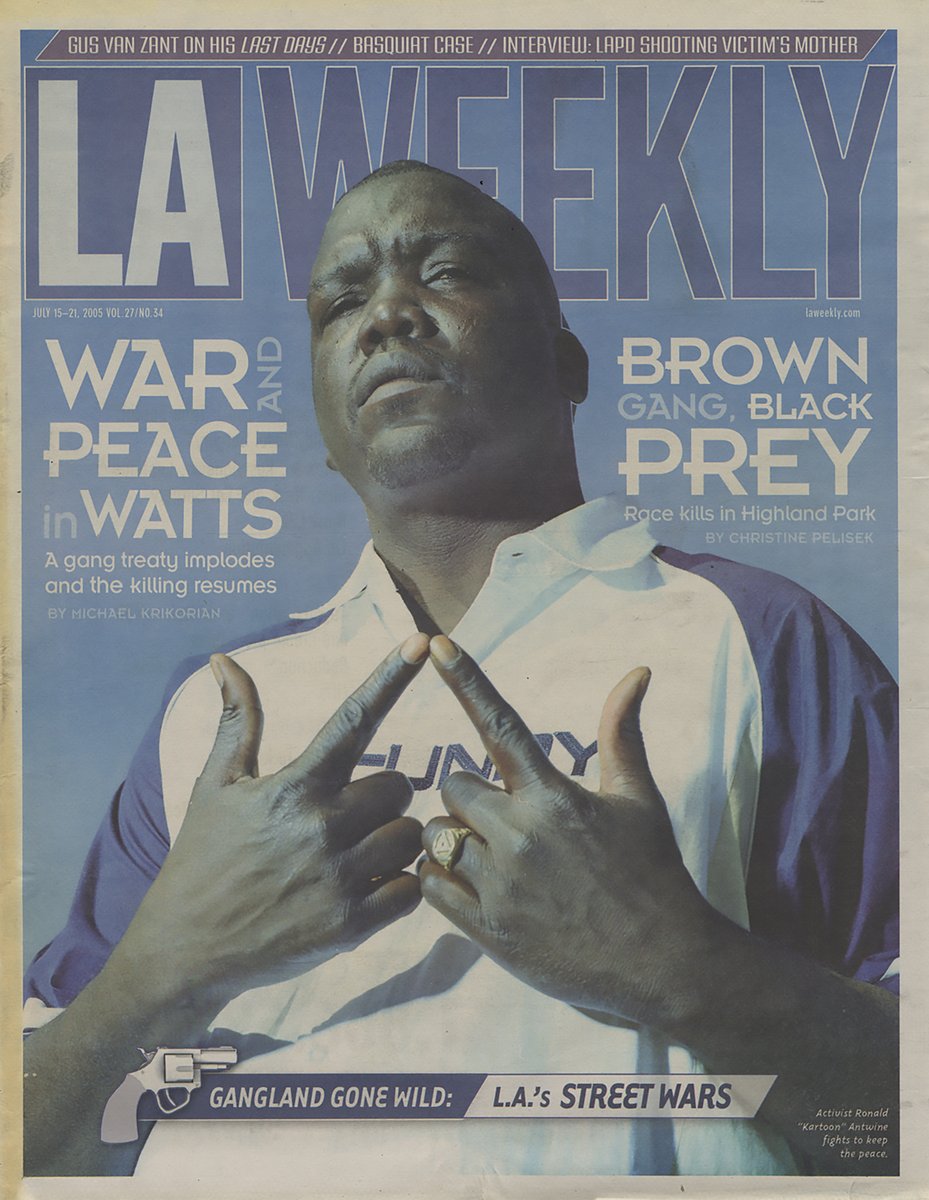 GUS VAN ZANT ON HIS LAST DAYS // BASQUIAT CASE // INTERVIEW: LAPD SHOOTING VICTIM'S MOTHER
LA WEEKLY
JULY 15–21, 2005 VOL.27/NO.34
laweekly.com
WAR AND
PEACE
in WATTS
A gang treaty implodes
and the killing resumes
BY MICHAEL KRIKORIAN
BROWN
GANG, BLACK
PREY
Race kills in Highland Park
BY CHRISTINE PELISEK
GANGLAND GONE WILD: L.A.'s STREET WARS
Activist Ronald
"Kartoon" Antwine
fights to keep
the peace.